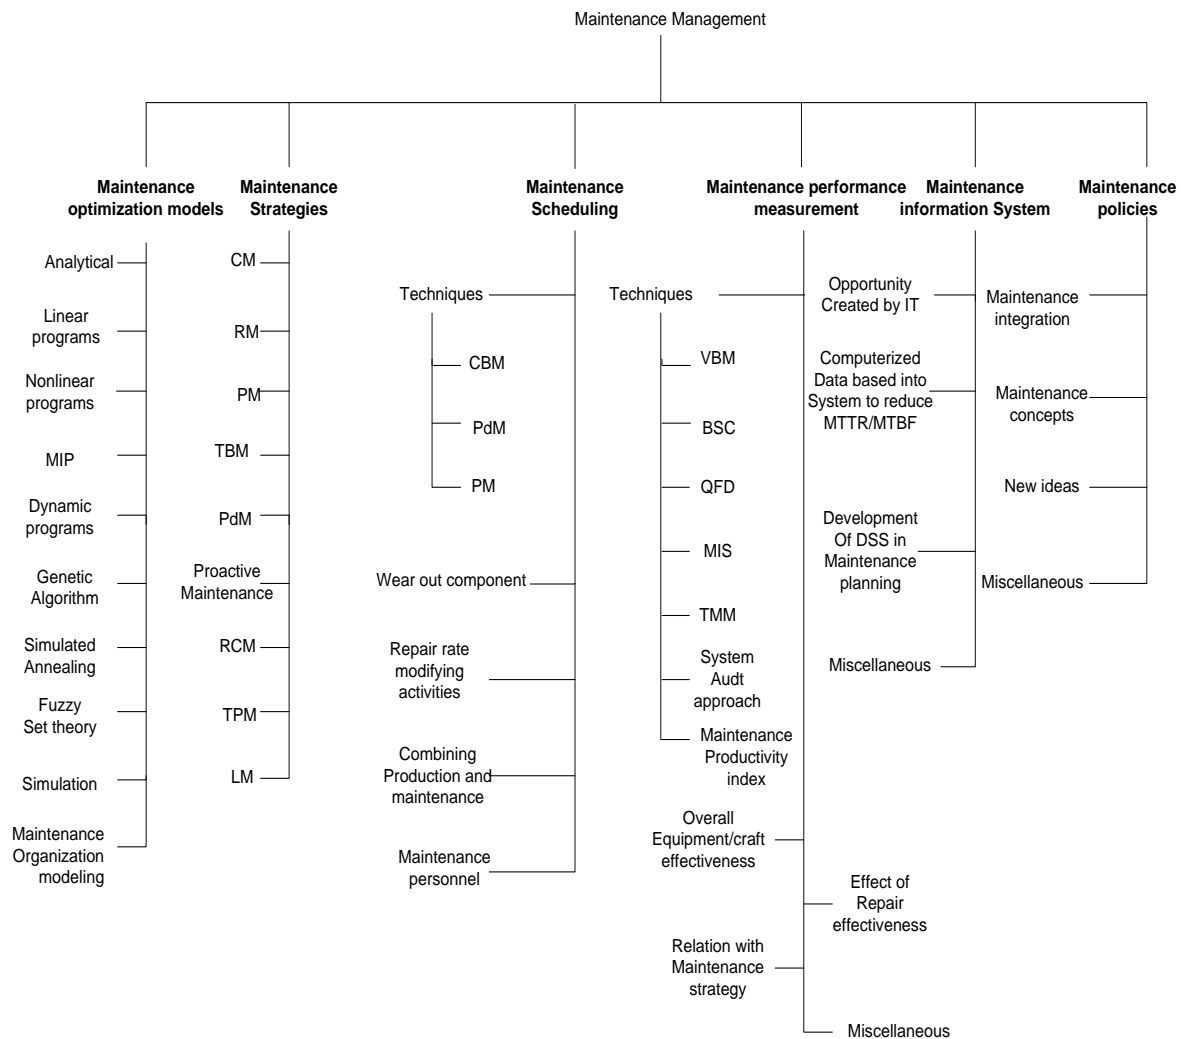 Maintenance Management
Maintenance
optimization models
Analytical
Linear
programs
Nonlinear
programs
MIP
Dynamic
programs
Genetic
Algorithm
Simulated
Annealing
Fuzzy
Set theory
Simulation
Maintenance
Organization
modeling
Maintenance
Strategies
CM
RM
PM
TBM
PdM
Proactive
Maintenance
RCM
TPM
LM
Maintenance
Scheduling
Techniques
CBM
PdM
PM
Wear out component
Repair rate
modifying
activities
Combining
Production and
maintenance
Maintenance
personnel
Maintenance performance
measurement
Techniques
VBM
BSC
QFD
MIS
TMM
System
Audt
approach
Maintenance
Productivity
index
Overall
Equipment/craft
effectiveness
Effect of
Repair
effectiveness
Relation with
Maintenance
strategy
Miscellaneous
Maintenance
information System
Opportunity
Created by IT
Computerized
Data based into
System to reduce
MTTR/MTBF
Development
Of DSS in
Maintenance
planning
Miscellaneous
Maintenance
policies
Maintenance
integration
Maintenance
concepts
New ideas
Miscellaneous